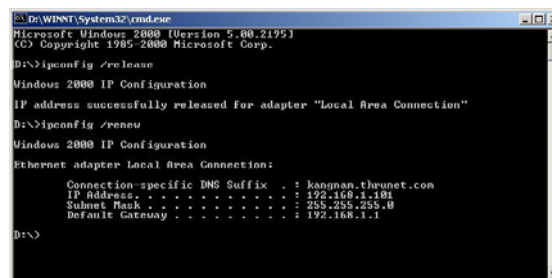 D:\WINNT\System32\cmd.exe
Microsoft Windows 2000 [Version 5.00.2195]
(C) Copyright 1985-2000 Microsoft Corp.
D:\>ipconfig /release
Windows 2000 IP Configuration
IP address successfully released for adapter "Local Area Connection"
D:\>ipconfig /renew
Windows 2000 IP Configuration
Ethernet adapter Local Area Connection:
Connection-specific DNS Suffix . : kangnam.thrunet.com
IP Address. . . . . . . . . . . . : 192.168.1.101
Subnet Mask . . . . . . . . . . . : 255.255.255.0
Default Gateway . . . . . . . . . : 192.168.1.1
D:\>